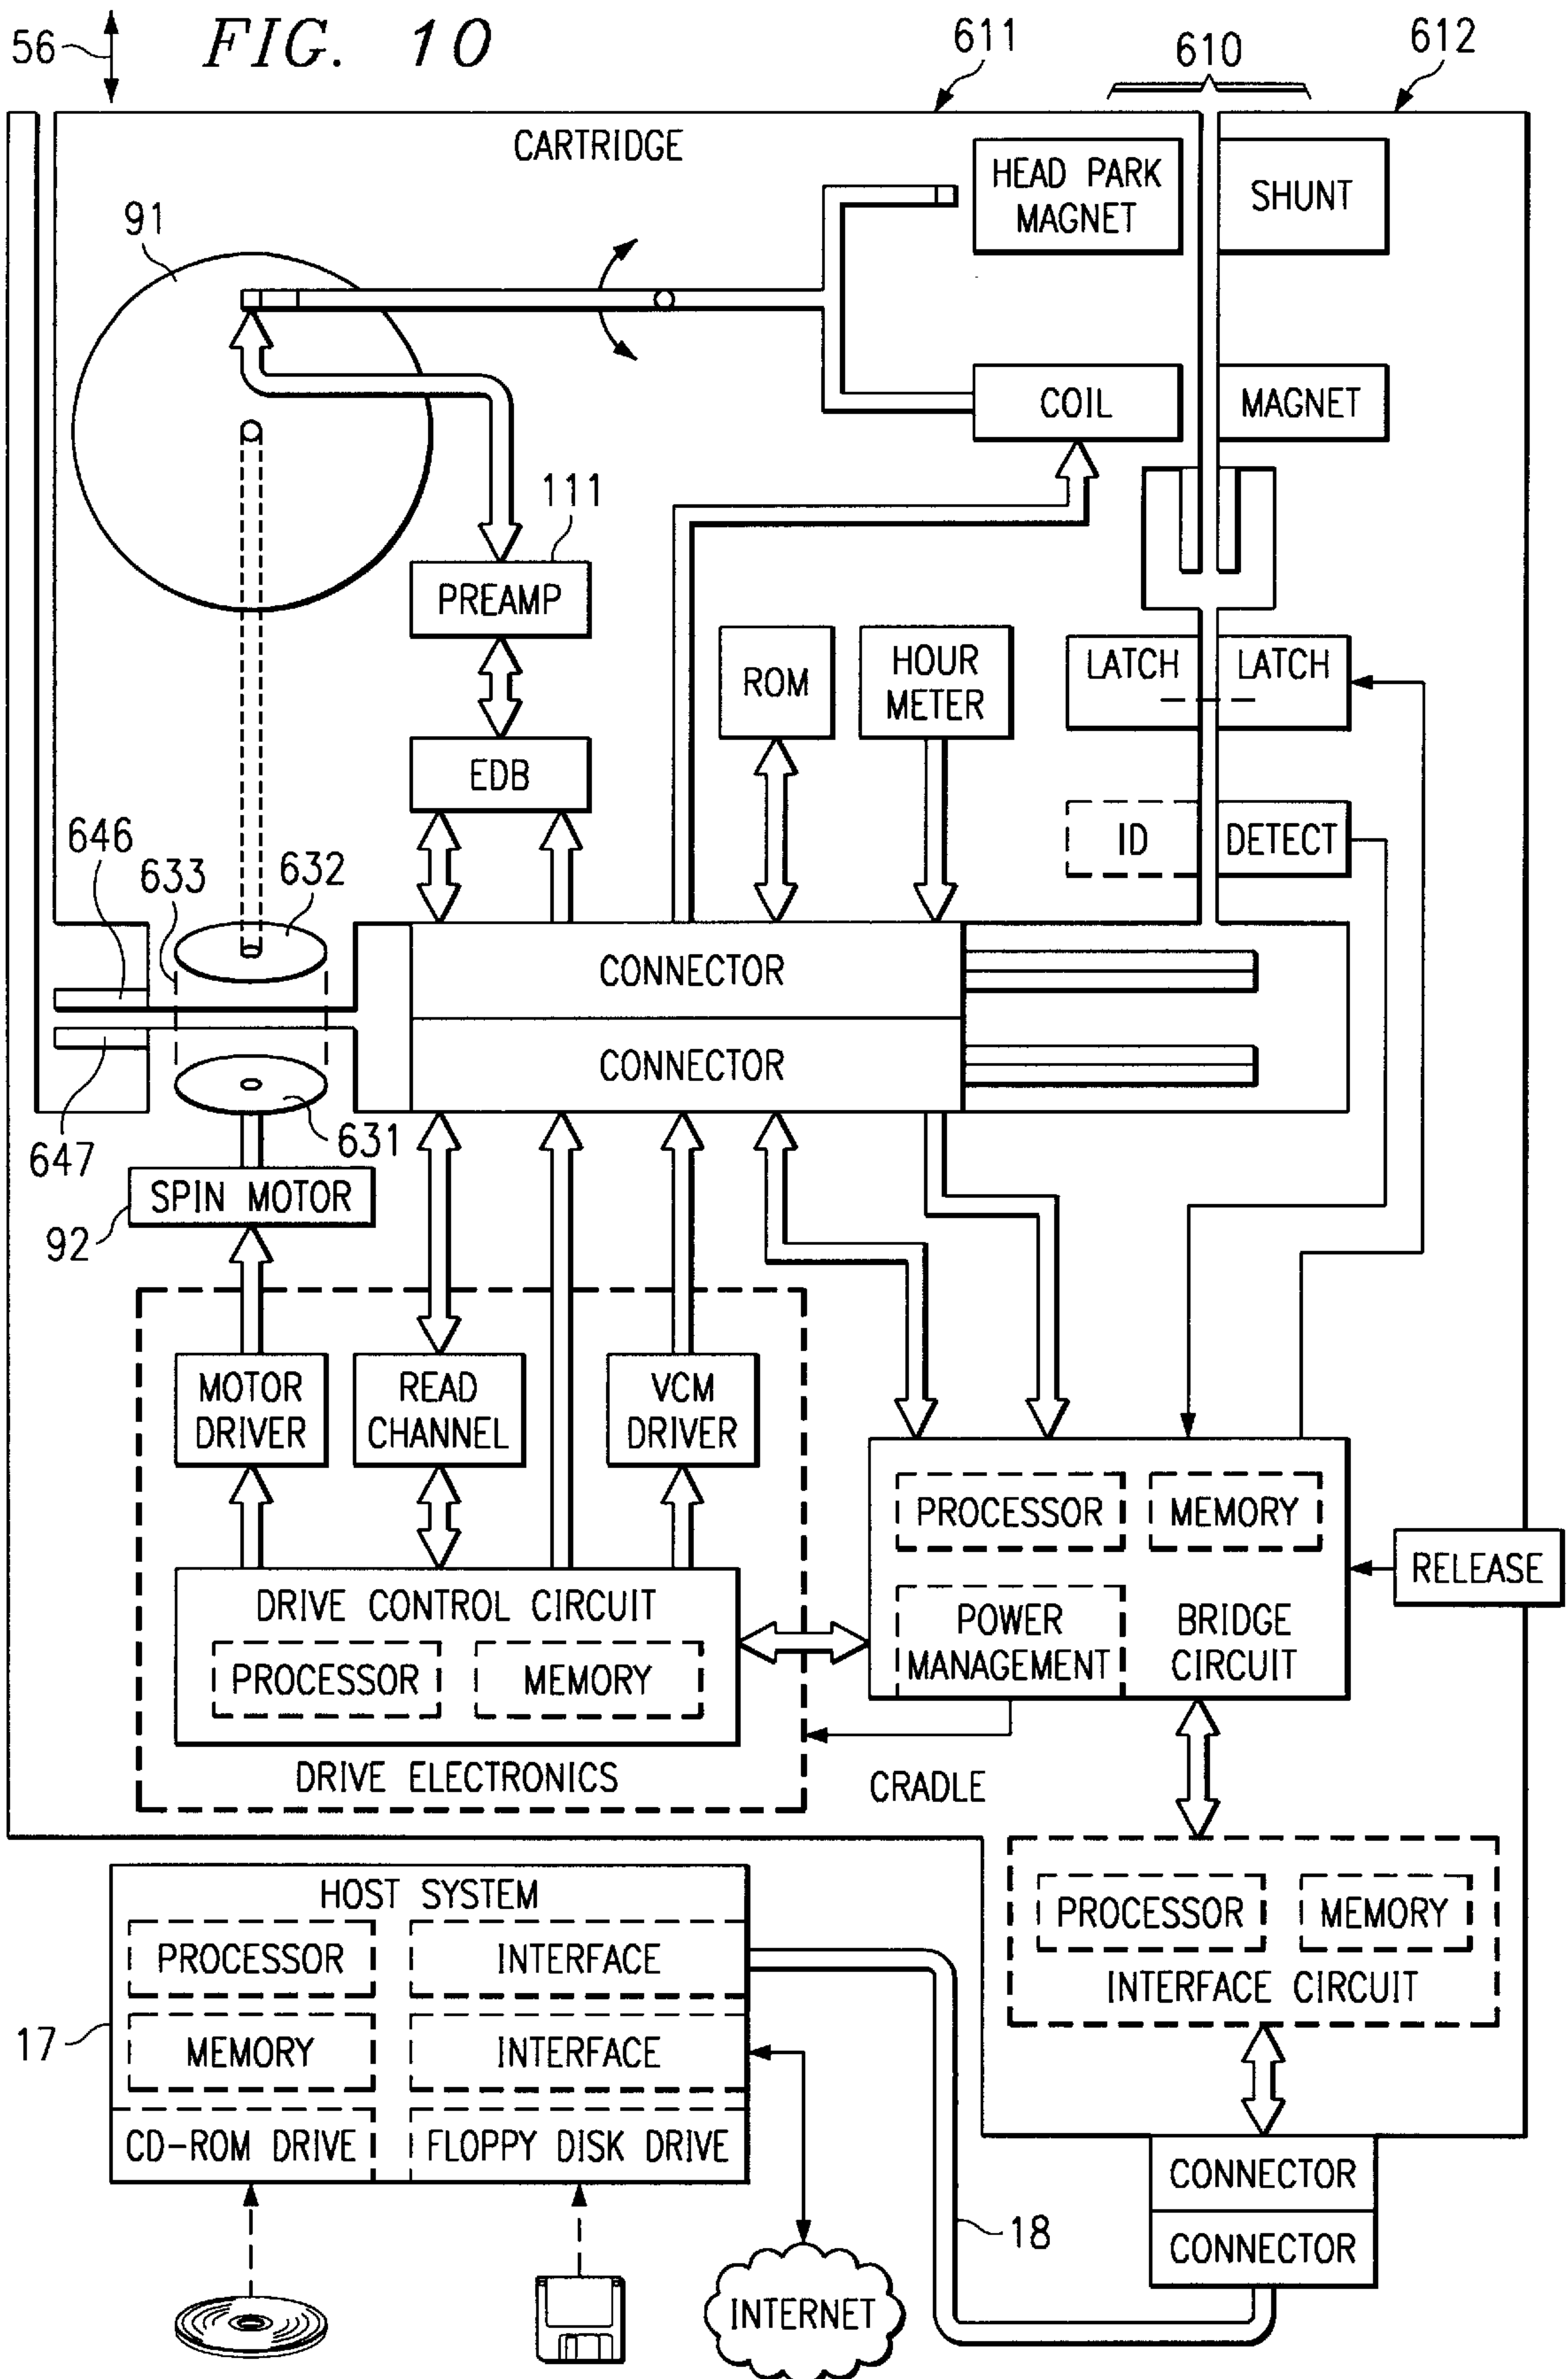 56
FIG. 10
611
610
612
CARTRIDGE
HEAD PARK
MAGNET
SHUNT
91
COIL
MAGNET
111
PREAMP
ROM
HOUR
METER
LATCH
LATCH
EDB
ID
DETECT
646
633
632
CONNECTOR
CONNECTOR
647
631
SPIN MOTOR
92
MOTOR
DRIVER
READ
CHANNEL
VCM
DRIVER
PROCESSOR
MEMORY
RELEASE
DRIVE CONTROL CIRCUIT
PROCESSOR
MEMORY
POWER
MANAGEMENT
BRIDGE
CIRCUIT
DRIVE ELECTRONICS
CRADLE
HOST SYSTEM
PROCESSOR
INTERFACE
PROCESSOR
MEMORY
INTERFACE CIRCUIT
17
MEMORY
INTERFACE
CD-ROM DRIVE
FLOPPY DISK DRIVE
CONNECTOR
CONNECTOR
18
INTERNET